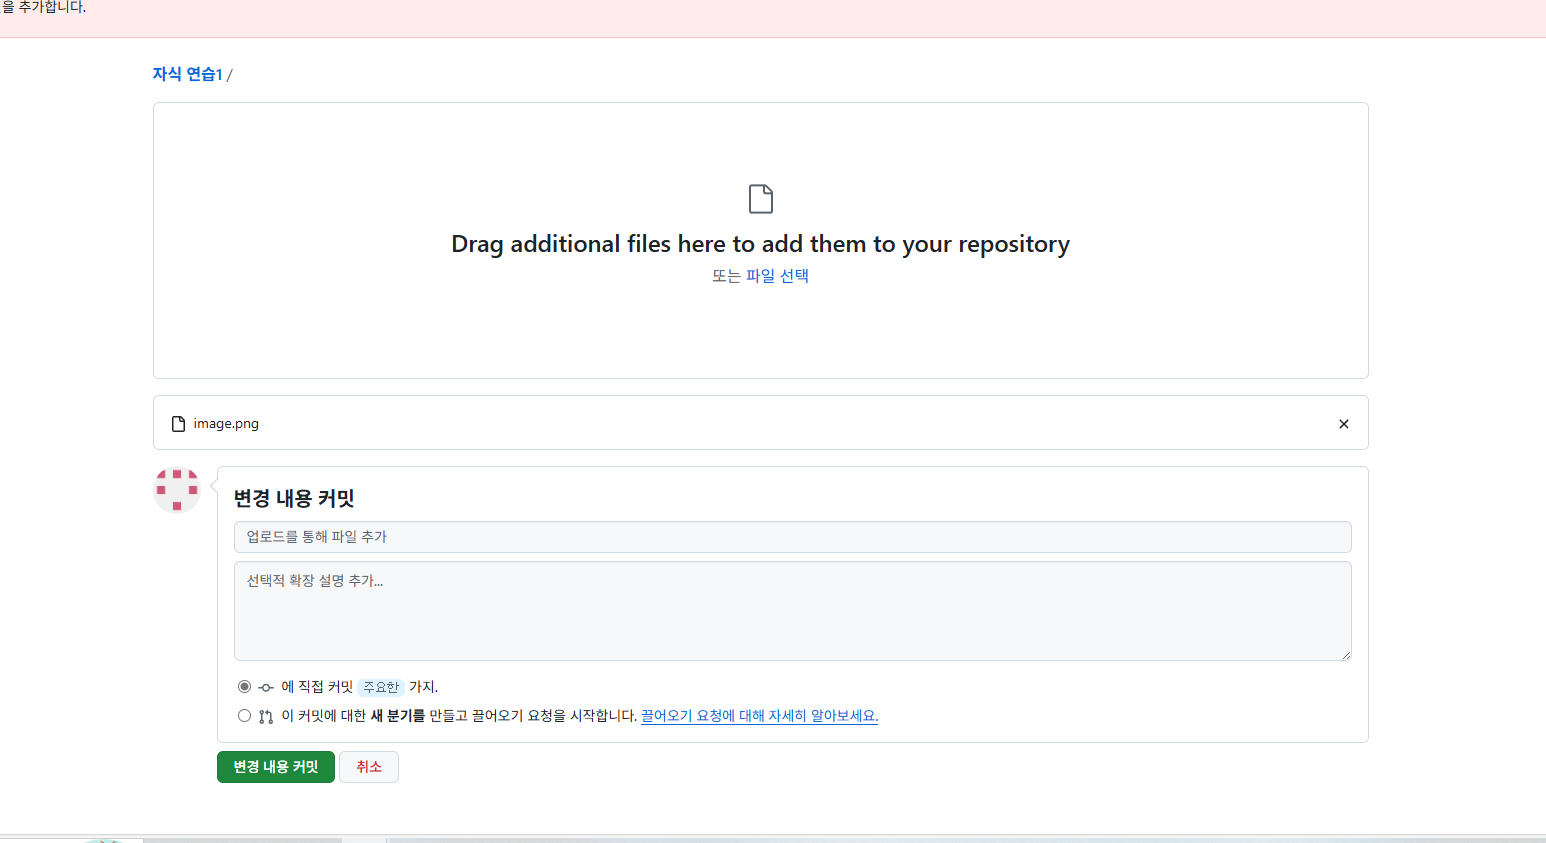 을 추가합니다.
자식 연습1 /
Drag additional files here to add them to your repository
또는 파일 선택
image.png
변경 내용 커밋
업로드를 통해 파일 추가
선택적 확장 설명 추가...
에 직접 커밋 주요한 가지.
이 커밋에 대한 새 분기를 만들고 끌어오기 요청을 시작합니다. 끌어오기 요청에 대해 자세히 알아보세요.
변경 내용 커밋 취소